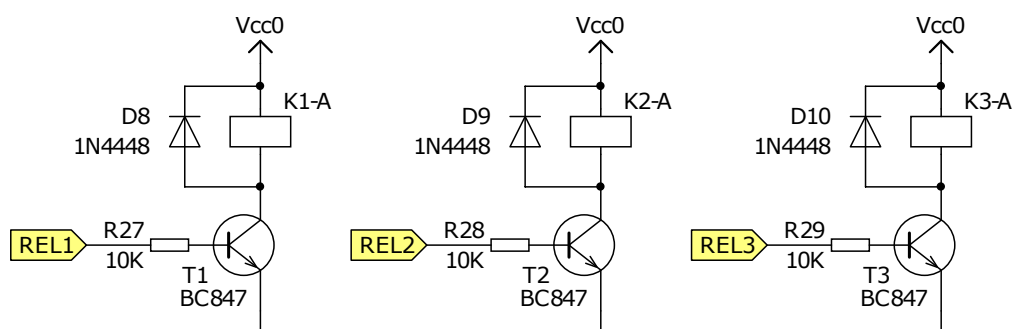 Vcc0
D8
1N4448
K1-A
REL1
R27
10K
T1
BC847
Vcc0
D9
1N4448
K2-A
REL2
R28
10K
T2
BC847
Vcc0
D10
1N4448
K3-A
REL3
R29
10K
T3
BC847